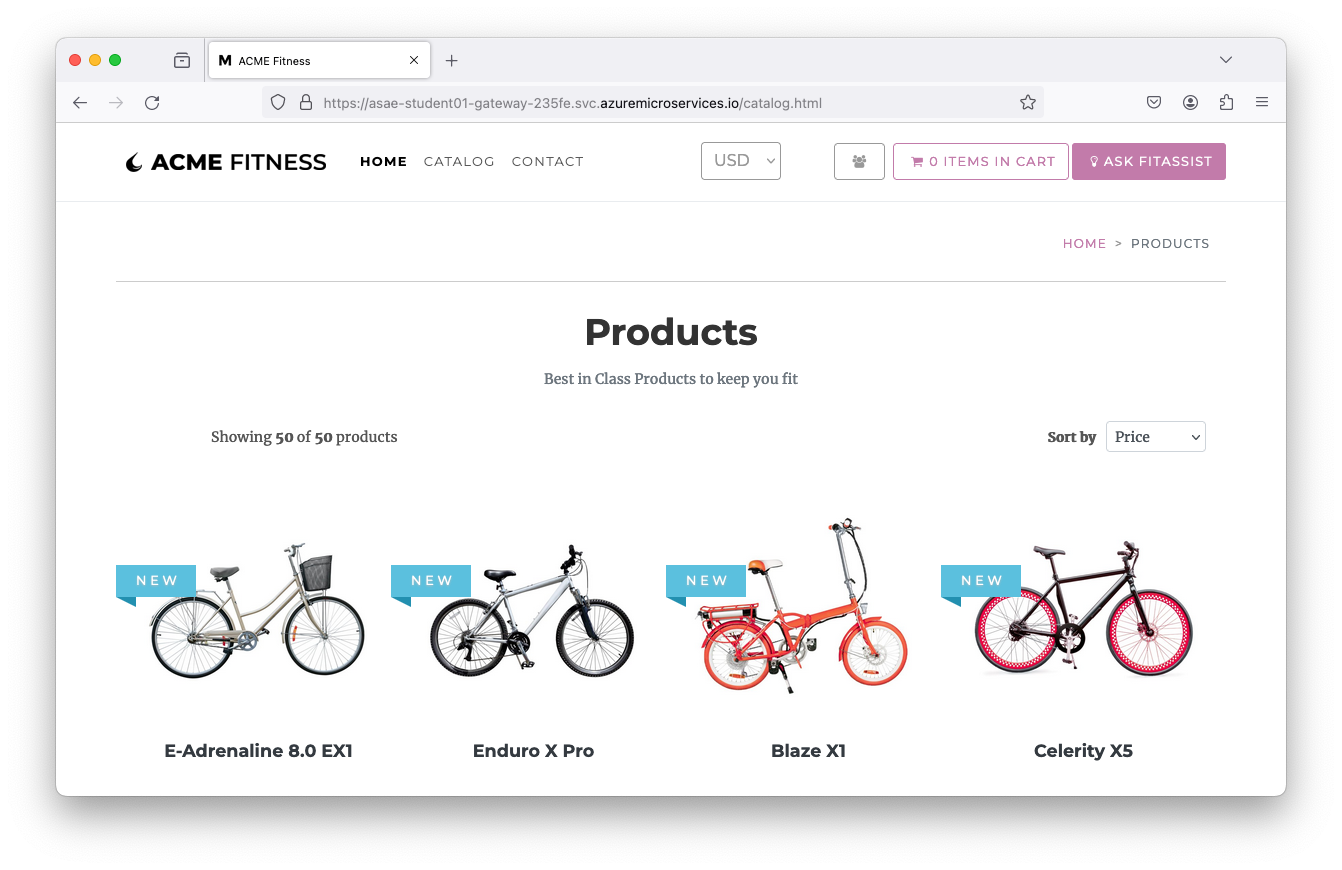 M ACME Fitness
https://asae-student01-gateway-235fe.svc.azuremicroservices.io/catalog.html
ACME FITNESS HOME CATALOG CONTACT USD 0 ITEMS IN CART ASK FITASSIST
HOME > PRODUCTS
Products
Best in Class Products to keep you fit
Showing 50 of 50 products Sort by Price
NEW NEW NEW NEW
E-Adrenaline 8.0 EX1 Enduro X Pro Blaze X1 Celerity X5